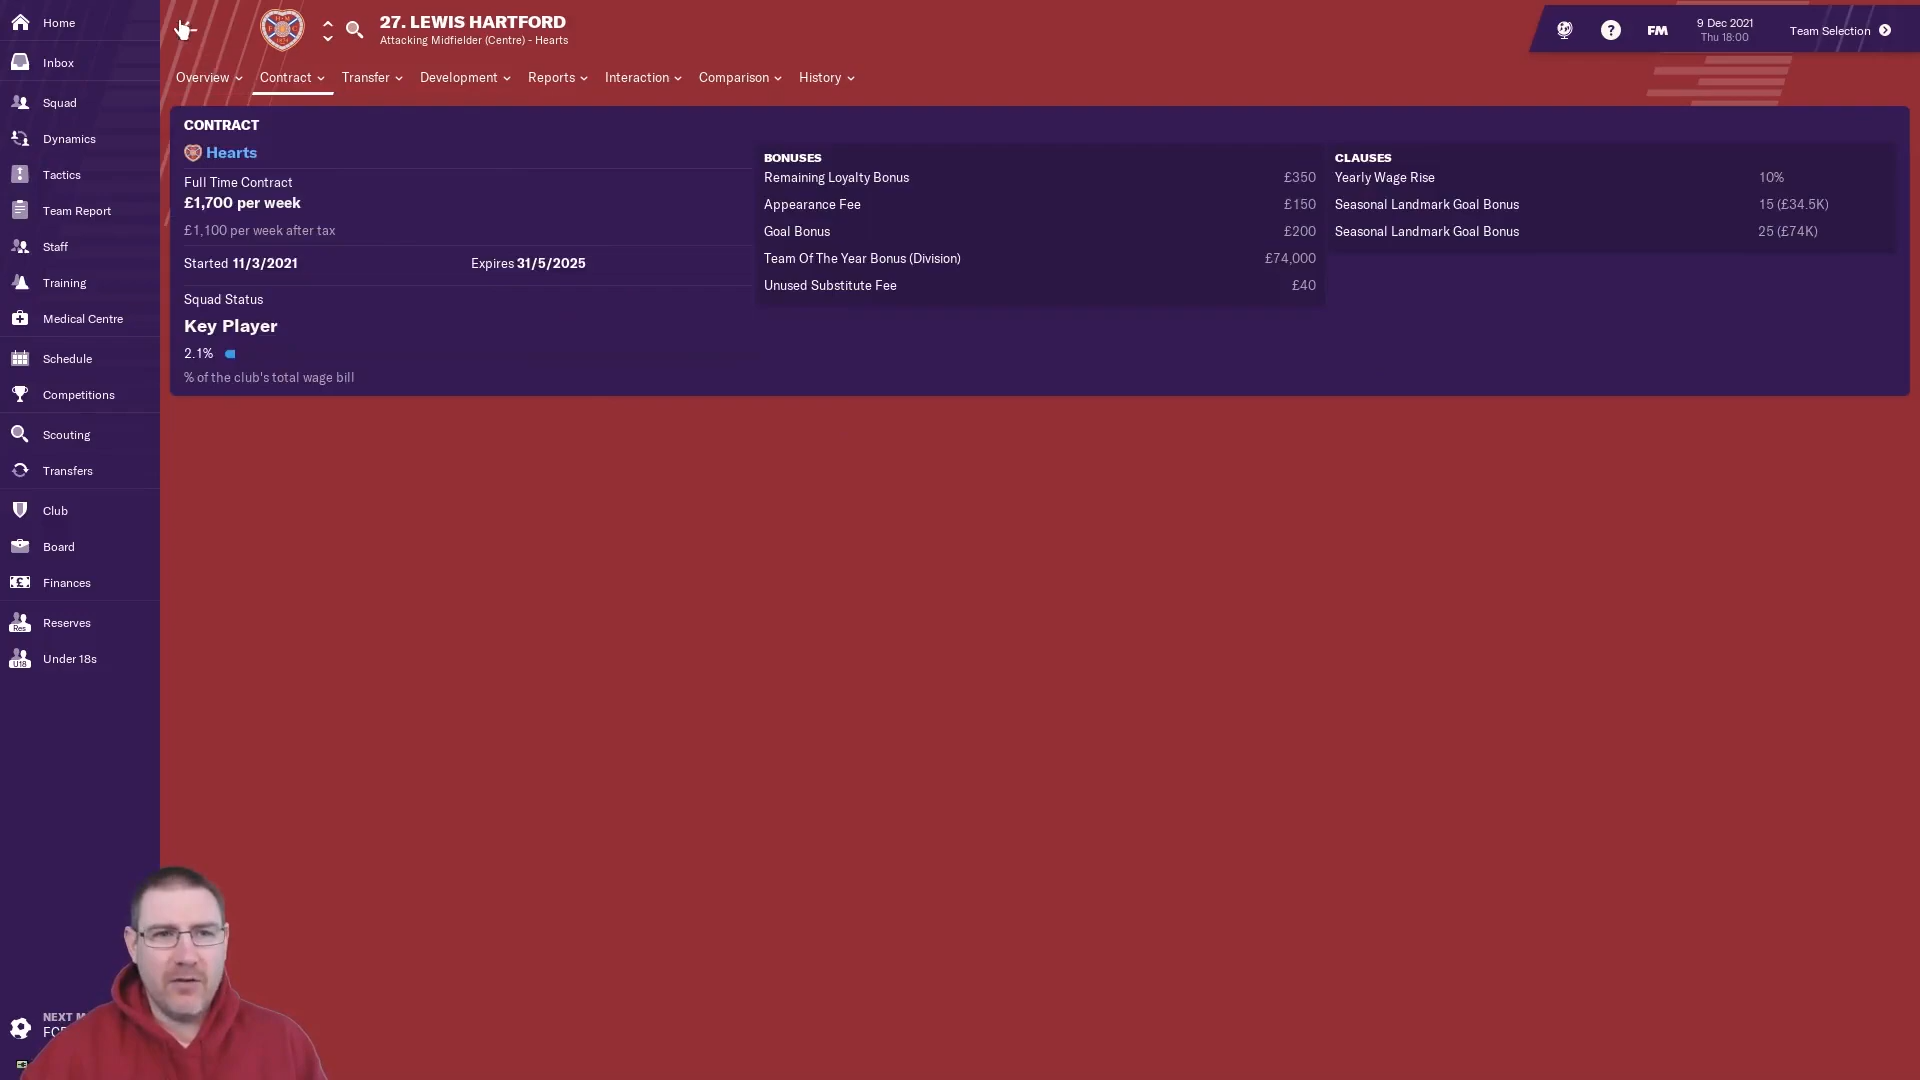 Home
Inbox
Squad
Dynamics
Tactics
Team Report
Staff
Training
Medical Centre
Schedule
Competitions
Scouting
Transfers
Club
Board
Finances
Res
Reserves
U18
Under 18s
NEXT M
27. LEWIS HARTFORD
Attacking Midfielder (Centre) - Hearts
?
FM
9 Dec 2021
Thu 18:00
Team Selection
Overview Contract Transfer Development Reports Interaction Comparison History
CONTRACT
Hearts
Full Time Contract
£1,700 per week
£1,100 per week after tax
Started 11/3/2021 Expires 31/5/2025
Squad Status
Key Player
2.1%
% of the club's total wage bill
BONUSES
Remaining Loyalty Bonus £350
Appearance Fee £150
Goal Bonus £200
Team Of The Year Bonus (Division) £74,000
Unused Substitute Fee £40
CLAUSES
Yearly Wage Rise 10%
Seasonal Landmark Goal Bonus 15 (£34.5K)
Seasonal Landmark Goal Bonus 25 (£74K)